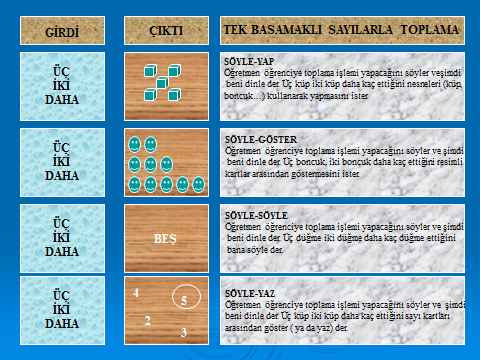 GİRDİ
ÇIKTI
TEK BASAMAKLI SAYILARLA TOPLAMA
ÜÇ
İKİ
DAHA
SÖYLE-YAP
Öğretmen öğrenciye toplama işlemi yapacağını söyler veşimdi
beni dinle der. Üç küp iki küp daha kaç ettiğini nesneleri (küp,
boncuk…) kullanarak yapmasını ister.
ÜÇ
İKİ
DAHA
SÖYLE-GÖSTER
Öğretmen öğrenciye toplama işlemi yapacağını söyler ve şimdi
beni dinle der. Üç boncuk, iki boncuk daha kaç ettiğini resimli
kartlar arasından göstermesini ister.
ÜÇ
İKİ
DAHA
BEŞ
SÖYLE-SÖYLE
Öğretmen öğrenciye toplama işlemi yapacağını söyler ve şimdi
beni dinle der. Üç düğme iki düğme daha kaç düğme ettiğini
bana söyle der.
ÜÇ
İKİ
DAHA
4
5
2
3
SÖYLE-YAZ
Öğretmen öğrenciye toplama işlemi yapacağını söyler ve şimdi
beni dinle der. Üç küp iki küp daha kaç ettiğini sayı kartları
arasından göster ( ya da yaz) der.